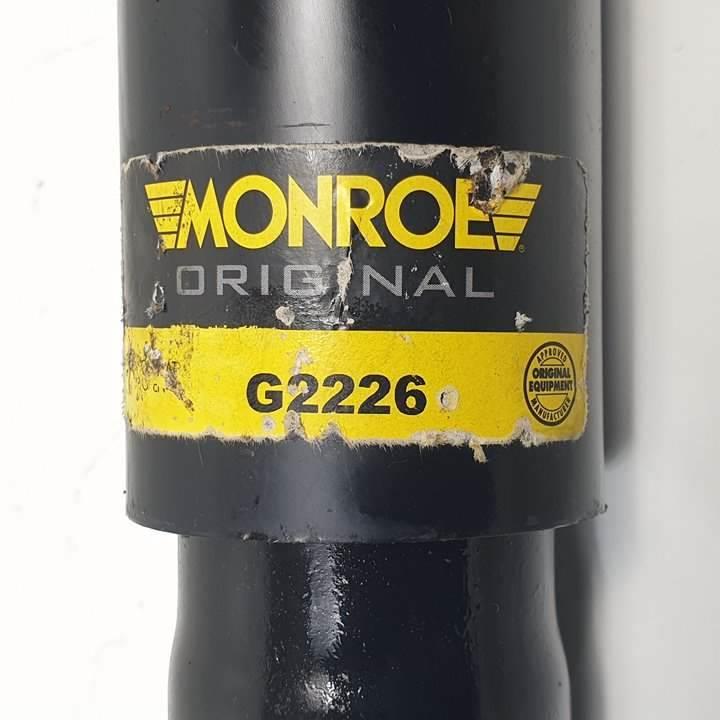 MONROE
ORIGINAL
G2226
APPROVED
ORIGINAL
EQUIPMENT
MANUFACTURER